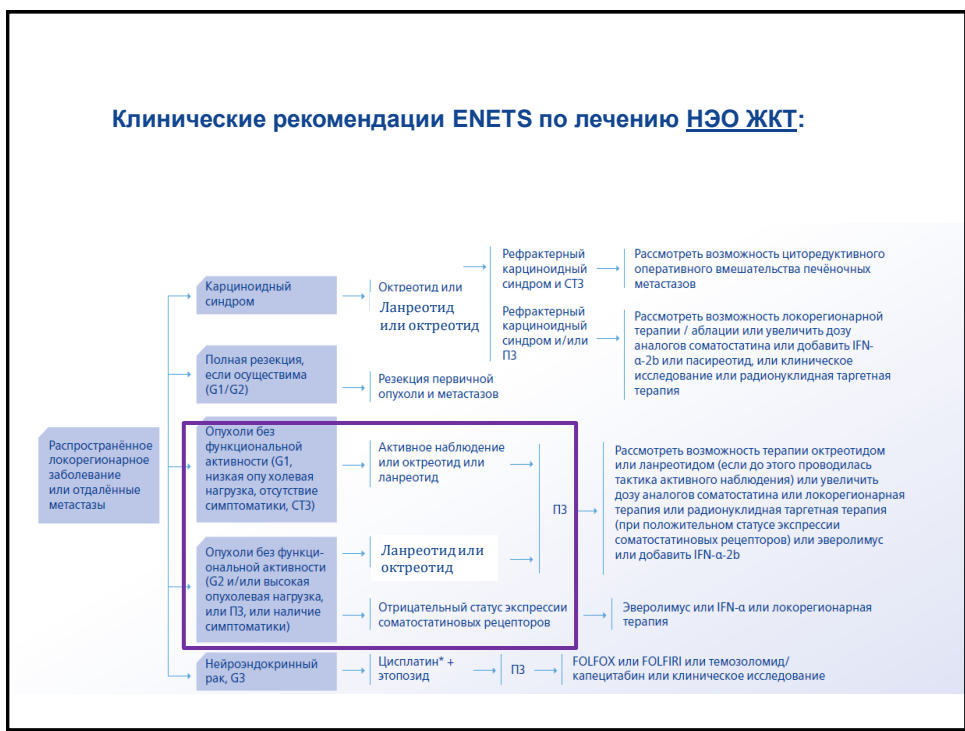 Клинические рекомендации ENETS по лечению НЭО ЖКТ:
Распространённое
локорегионарное
заболевание
или отдалённые
метастазы
Карциноидный
синдром
Октреотид или
Ланреотид
или октреотид
Рефрактерный
карциноидный
синдром и СТЗ
Рассмотреть возможность циторедуктивного
оперативного вмешательства печёночных
метастазов
Рефрактерный
карциноидный
синдром и/или
ПЗ
Рассмотреть возможность локорегионарной
терапии / аблации или увеличить дозу
аналогов соматостатина или добавить IFN-
α-2b или пасиреотид, или клиническое
исследование или радионуклидная таргетная
терапия
Полная резекция,
если осуществима
(G1/G2)
Резекция первичной
опухоли и метастазов
Опухоли без
функциональной
активности (G1,
низкая опухолевая
нагрузка, отсутствие
симптоматики, СТЗ)
Активное наблюдение
или октреотид или
ланреотид
Опухоли без функци-
ональной активности
(G2 и/или высокая
опухолевая нагрузка,
или ПЗ, или наличие
симптоматики)
Ланреотид или
октреотид
ПЗ
Рассмотреть возможность терапии октреотидом
или ланреотидом (если до этого проводилась
тактика активного наблюдения) или увеличить
дозу аналогов соматостатина или локорегионарная
терапия или радионуклидная таргетная терапия
(при положительном статусе экспрессии
соматостатиновых рецепторов) или эверолимус
или добавить IFN-α-2b
Отрицательный статус экспрессии
соматостатиновых рецепторов
Эверолимус или IFN-α или локорегионарная
терапия
Нейроэндокринный
рак, G3
Цисплатин* +
этопозид
ПЗ
FOLFOX или FOLFIRI или темозоломид/
капецитабин или клиническое исследование